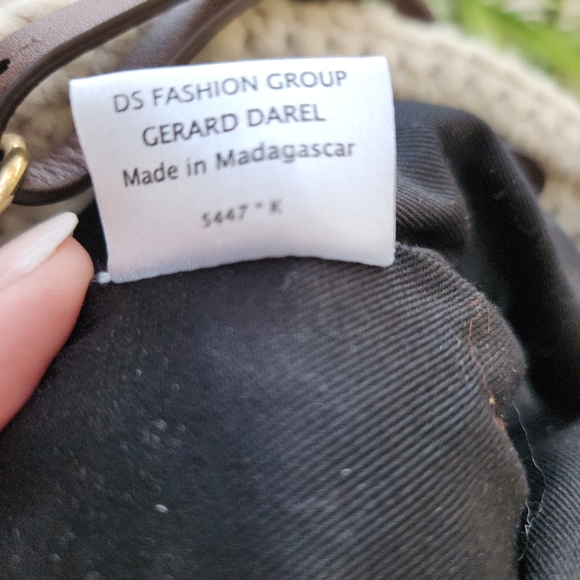 DS FASHION GROUP
GERARD DAREL
Made in Madagascar
5447 * K